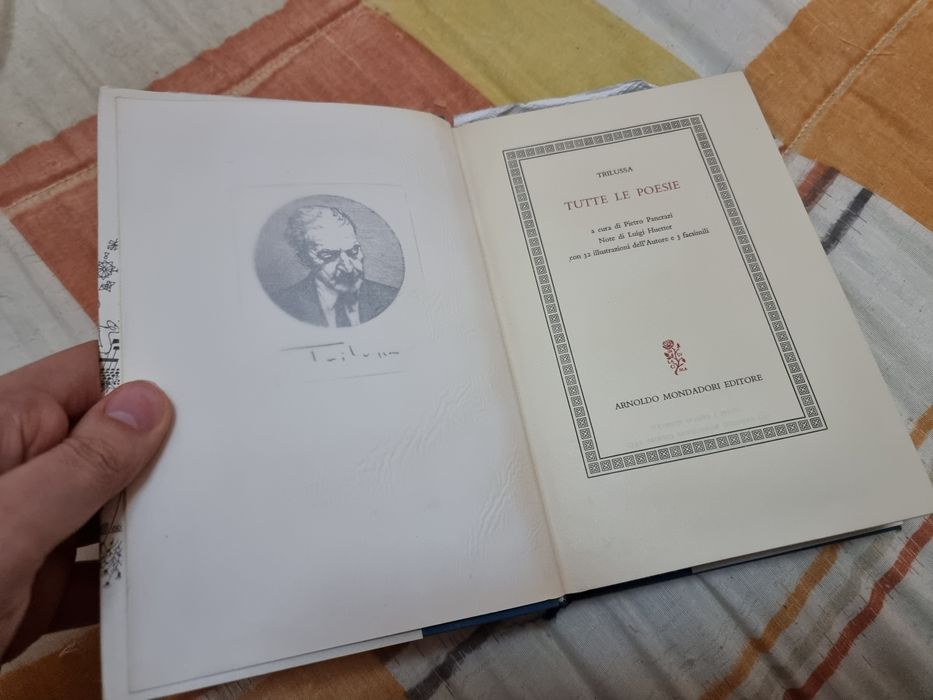 Trilussa
TRILUSSA
TUTTE LE POESIE
a cura di Pietro Pancrazi
Note di Luigi Huetter
con 32 illustrazioni dell'Autore e 3 facsimili
ARNOLDO MONDADORI EDITORE